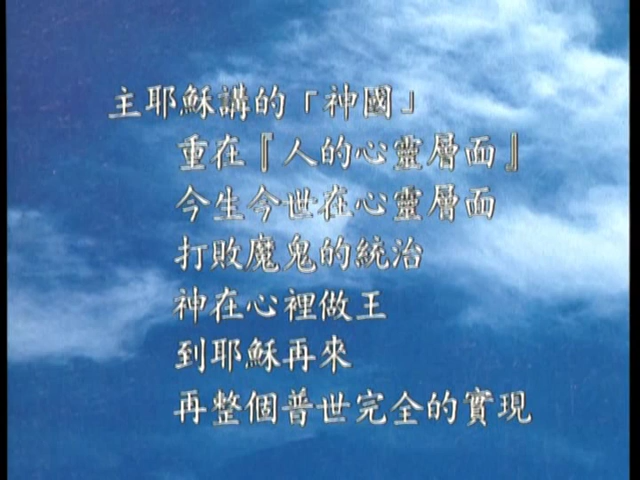 主耶穌講的「神國」
重在『人的心靈層面』
今生今世在心靈層面
打敗魔鬼的統治
神在心裡做王
到耶穌再來
再整個普世完全的實現